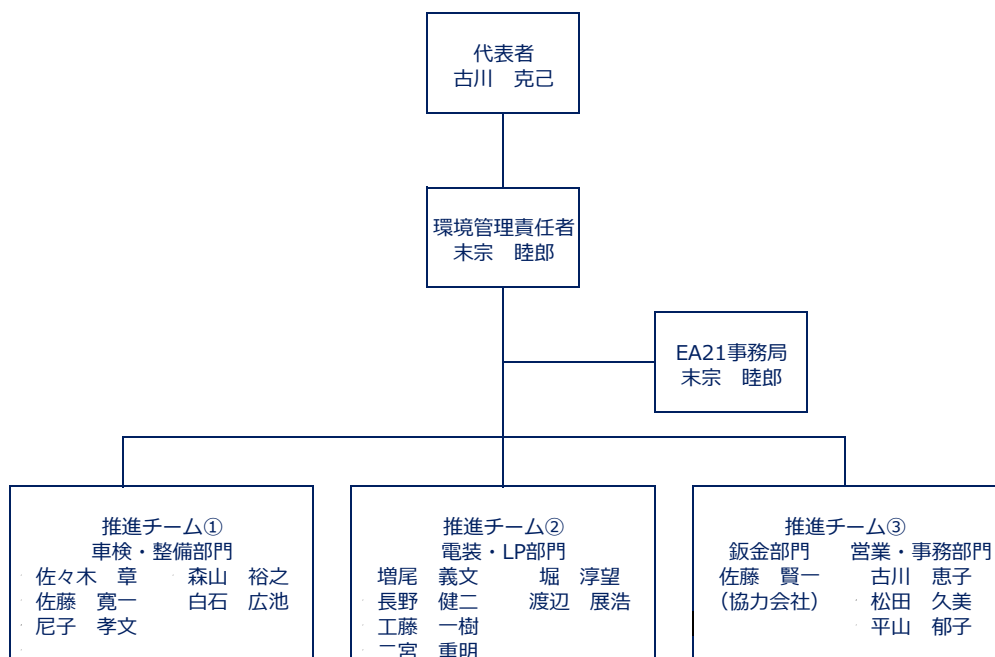 代表者
古川　克己
環境管理責任者
末宗　睦郎
EA21事務局
末宗　睦郎
推進チーム①
車検・整備部門
佐々木　章　森山　裕之
佐藤　寛一　白石　広池
尼子　孝文
推進チーム②
電装・LP部門
増尾　義文　堀　淳望
長野　健二　渡辺　展浩
工藤　一樹
二宮　重明
推進チーム③
鈑金部門　営業・事務部門
佐藤　賢一　古川　恵子
（協力会社）　松田　久美
平山　郁子